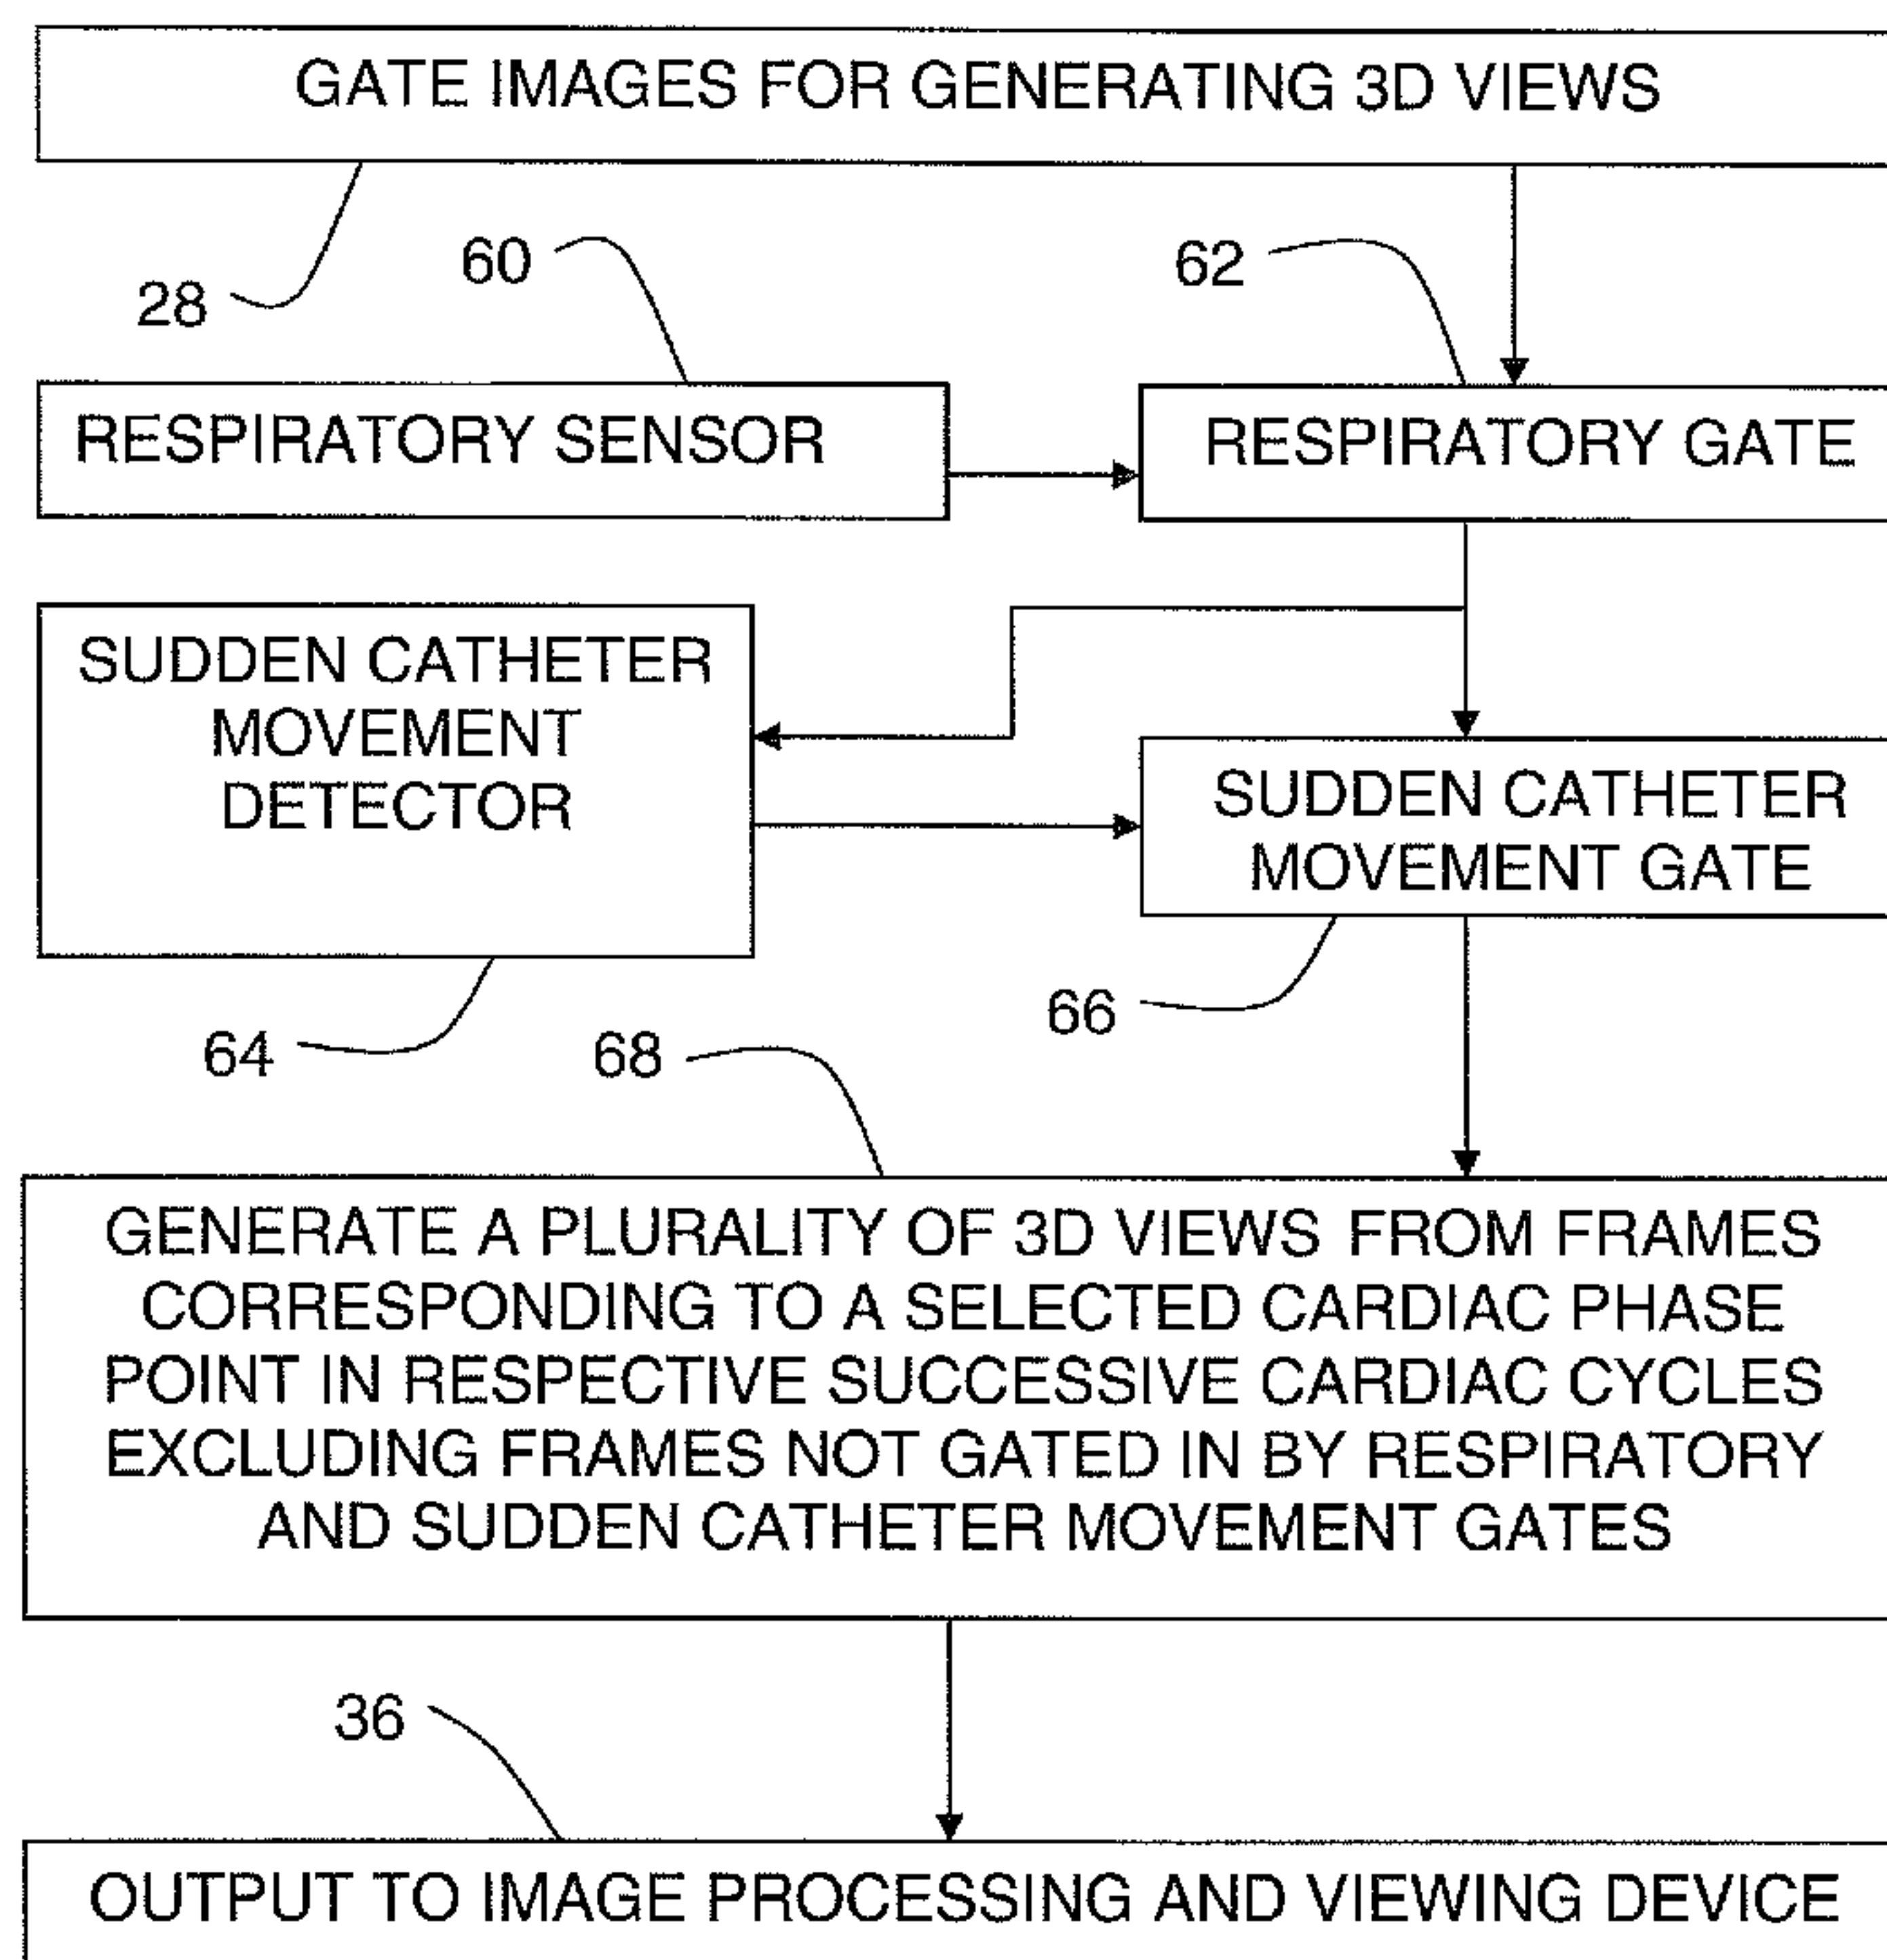 GATE IMAGES FOR GENERATING 3D VIEWS
28
60
62
RESPIRATORY SENSOR
RESPIRATORY GATE
SUDDEN CATHETER
MOVEMENT
DETECTOR
SUDDEN CATHETER
MOVEMENT GATE
64
68
66
GENERATE A PLURALITY OF 3D VIEWS FROM FRAMES
CORRESPONDING TO A SELECTED CARDIAC PHASE
POINT IN RESPECTIVE SUCCESSIVE CARDIAC CYCLES
EXCLUDING FRAMES NOT GATED IN BY RESPIRATORY
AND SUDDEN CATHETER MOVEMENT GATES
36
OUTPUT TO IMAGE PROCESSING AND VIEWING DEVICE